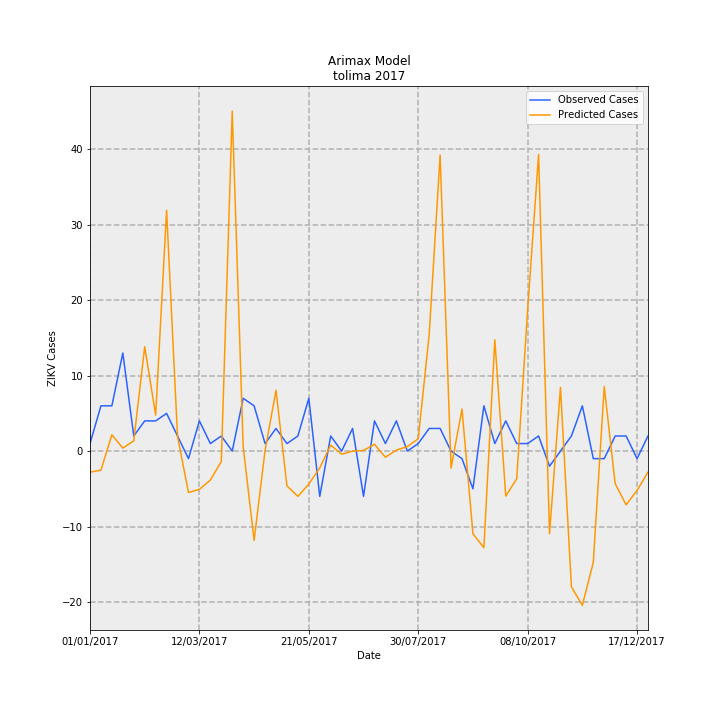 Arimax Model
tolima 2017
Observed Cases
Predicted Cases
ZIKV Cases
40
30
20
10
0
−10
−20
01/01/2017
12/03/2017
21/05/2017
30/07/2017
08/10/2017
17/12/2017
Date